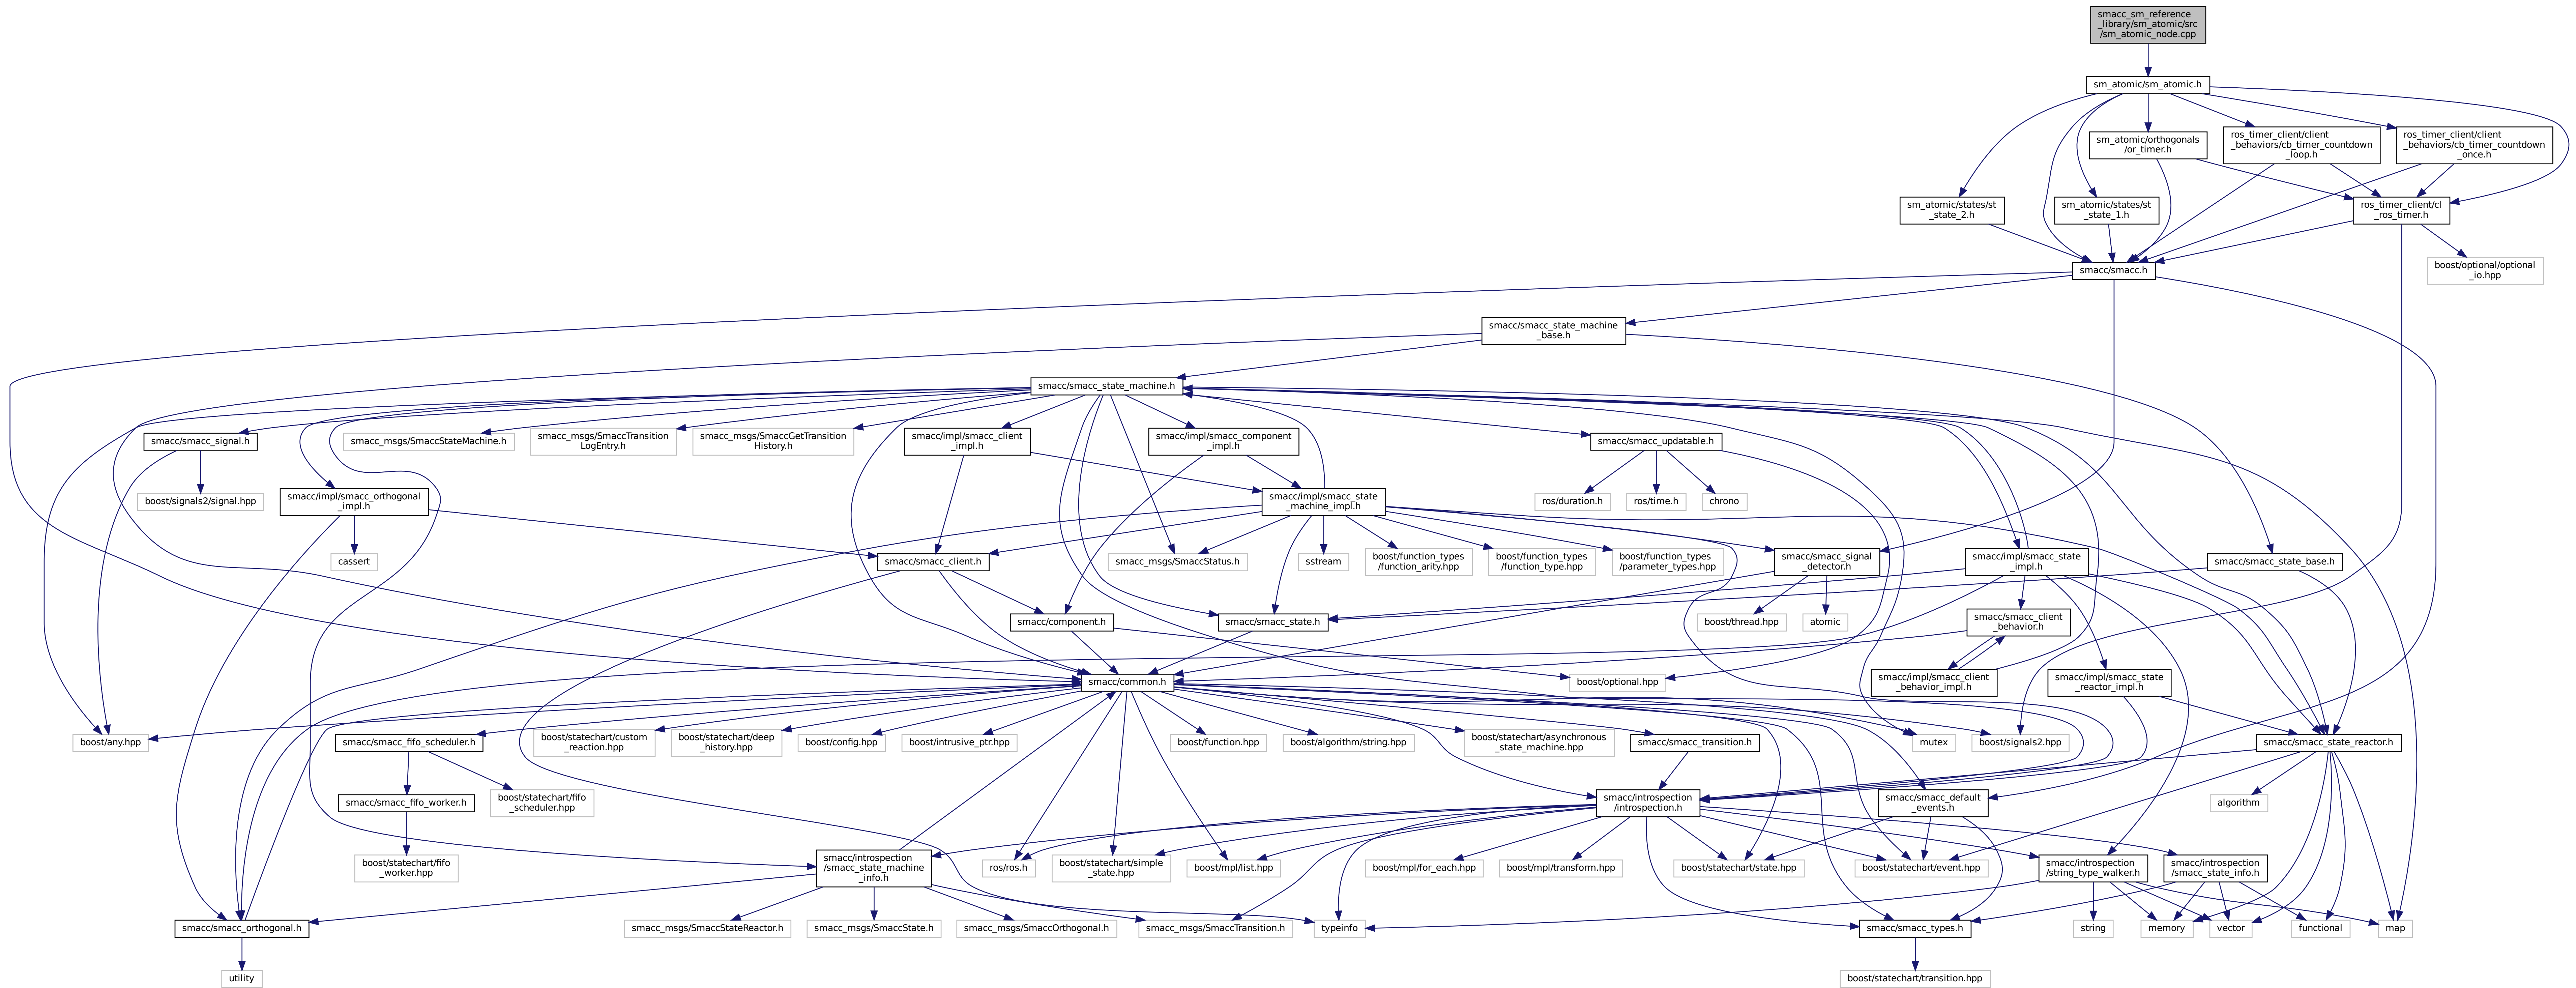 smacc_sm_reference
_library/sm_atomic/src
/sm_atomic_node.cpp
sm_atomic/sm_atomic.h
sm_atomic/orthogonals
/or_timer.h
ros_timer_client/client
_behaviors/cb_timer_countdown
_loop.h
ros_timer_client/client
_behaviors/cb_timer_countdown
_once.h
sm_atomic/states/st
_state_2.h
sm_atomic/states/st
_state_1.h
ros_timer_client/cl
_ros_timer.h
smacc/smacc.h
boost/optional/optional
_io.hpp
smacc/smacc_state_machine
_base.h
smacc/smacc_state_machine.h
smacc/smacc_signal.h
smacc_msgs/SmaccStateMachine.h
smacc_msgs/SmaccTransition
LogEntry.h
smacc_msgs/SmaccGetTransition
History.h
smacc/impl/smacc_client
_impl.h
smacc/impl/smacc_component
_impl.h
smacc/smacc_updatable.h
boost/signals2/signal.hpp
smacc/impl/smacc_orthogonal
_impl.h
smacc/impl/smacc_state
_machine_impl.h
ros/duration.h
ros/time.h
chrono
cassert
smacc/smacc_client.h
smacc_msgs/SmaccStatus.h
sstream
boost/function_types
/function_arity.hpp
boost/function_types
/function_type.hpp
boost/function_types
/parameter_types.hpp
smacc/smacc_signal
_detector.h
smacc/impl/smacc_state
_impl.h
smacc/smacc_state_base.h
smacc/component.h
smacc/smacc_state.h
boost/thread.hpp
atomic
smacc/smacc_client
_behavior.h
smacc/common.h
boost/optional.hpp
smacc/impl/smacc_client
_behavior_impl.h
smacc/impl/smacc_state
_reactor_impl.h
boost/any.hpp
smacc/smacc_fifo_scheduler.h
boost/statechart/custom
_reaction.hpp
boost/statechart/deep
_history.hpp
boost/config.hpp
boost/intrusive_ptr.hpp
boost/function.hpp
boost/algorithm/string.hpp
boost/statechart/asynchronous
_state_machine.hpp
smacc/smacc_transition.h
mutex
boost/signals2.hpp
smacc/smacc_state_reactor.h
smacc/smacc_fifo_worker.h
boost/statechart/fifo
_scheduler.hpp
smacc/introspection
/introspection.h
smacc/smacc_default
_events.h
algorithm
boost/statechart/fifo
_worker.hpp
smacc/introspection
/smacc_state_machine
_info.h
ros/ros.h
boost/statechart/simple
_state.hpp
boost/mpl/list.hpp
boost/mpl/for_each.hpp
boost/mpl/transform.hpp
boost/statechart/state.hpp
boost/statechart/event.hpp
smacc/introspection
/string_type_walker.h
smacc/introspection
/smacc_state_info.h
smacc/smacc_orthogonal.h
smacc_msgs/SmaccStateReactor.h
smacc_msgs/SmaccState.h
smacc_msgs/SmaccOrthogonal.h
smacc_msgs/SmaccTransition.h
typeinfo
smacc/smacc_types.h
string
memory
vector
functional
map
utility
boost/statechart/transition.hpp